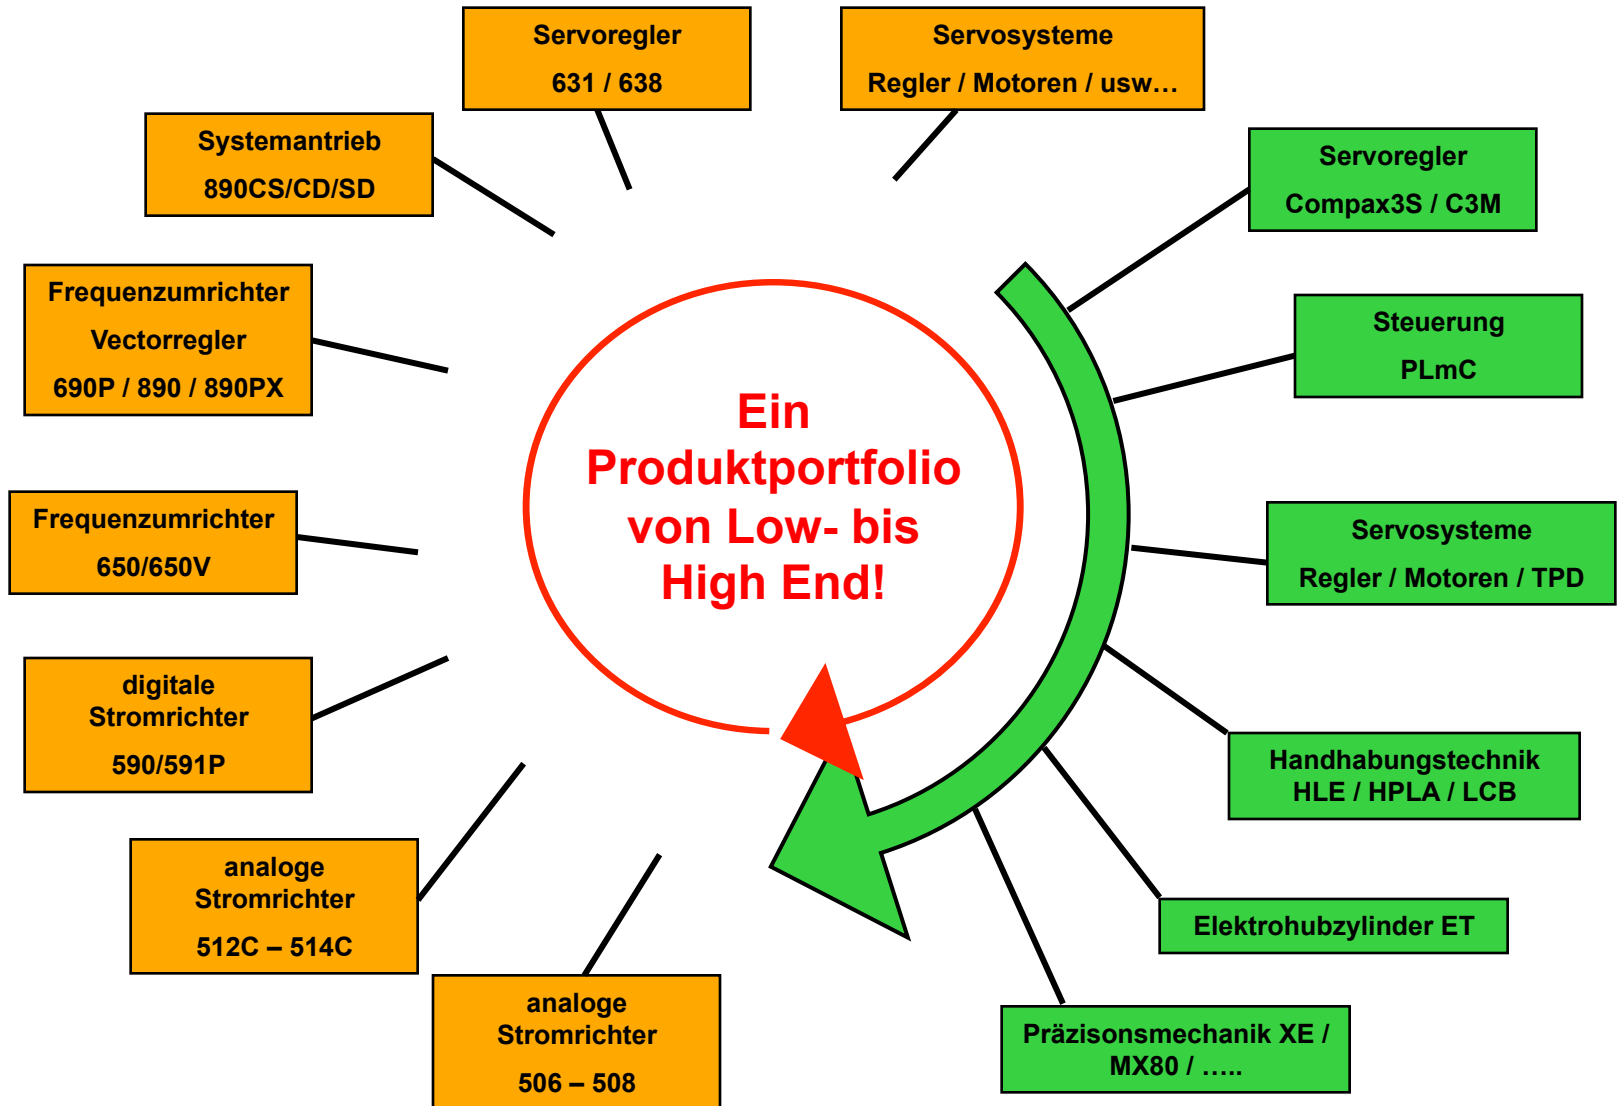 Servoregler
631 / 638
Servosysteme
Regler / Motoren / usw…
Systemantrieb
890CS/CD/SD
Servoregler
Compax3S / C3M
Frequenzumrichter
Vectorregler
690P / 890 / 890PX
Steuerung
PLmC
Ein
Produktportfolio
von Low- bis
High End!
Frequenzumrichter
650/650V
Servosysteme
Regler / Motoren / TPD
digitale
Stromrichter
590/591P
Handhabungstechnik
HLE / HPLA / LCB
analoge
Stromrichter
512C – 514C
Elektrohubzylinder ET
analoge
Stromrichter
506 – 508
Präzisonsmechanik XE /
MX80 / …..